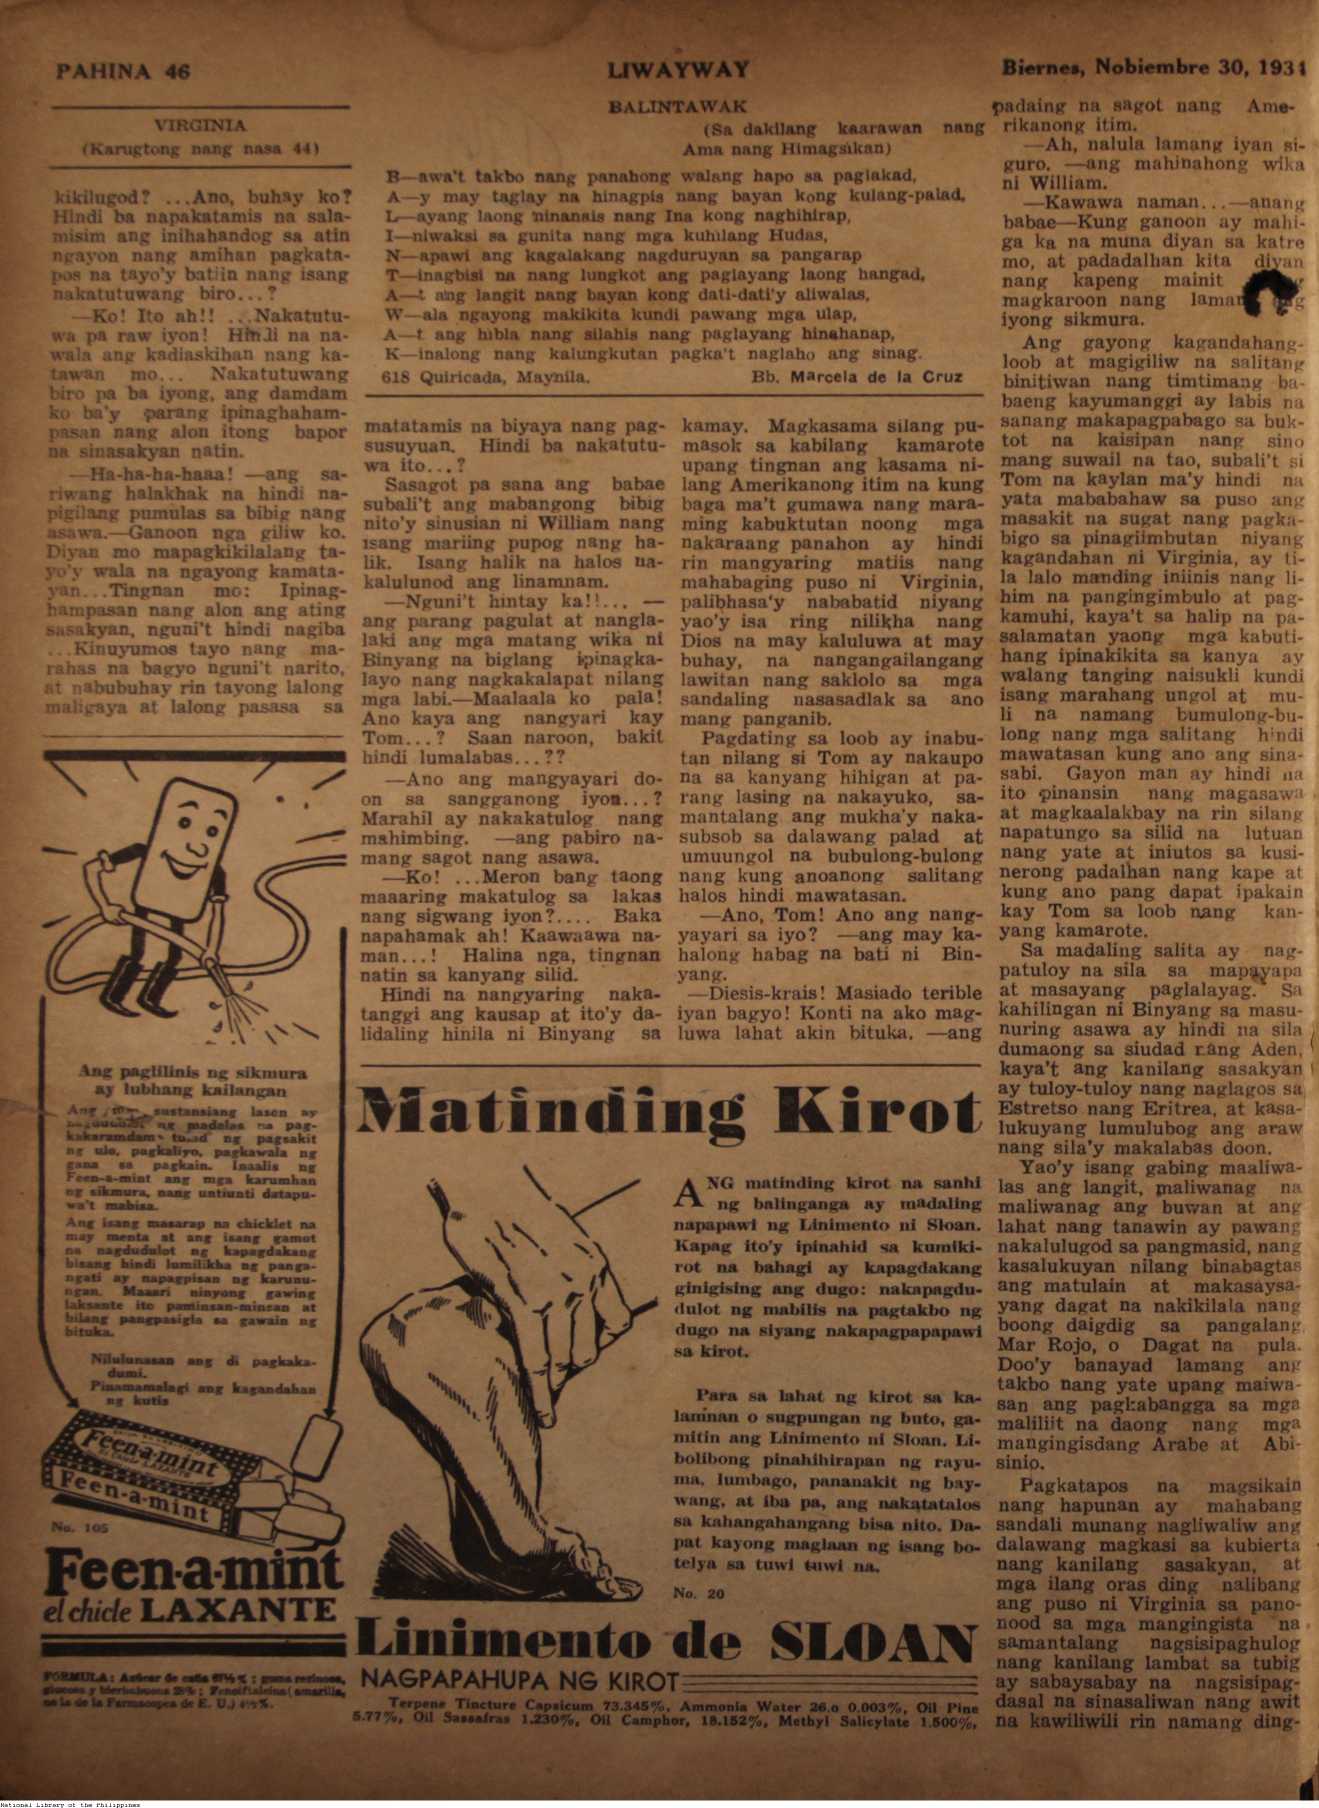 PAHINA 46
LIWAYWAY
Biernes, Nobiembre 30, 1934
VIRGINIA
(Karugtong nang nasa 44)
kikilugod? ...Ano, buhay ko?
Hindi ba napakatamis na sala-
misim ang inihahandog sa atin
ngayon nang amihan pagkata-
pos na tayo'y batiin nang isang
nakatutuwang biro...?
—Ko! Ito ah!! ...Nakatutu-
wa pa raw iyon! Hindi na na-
wala ang kadiaskihan nang ka-
tawan mo... Nakatutuwang
biro pa ba iyong, ang damdam
ko ba'y parang ipinaghaham-
pasan nang alon itong bapor
na sinasakyan natin.
—Ha-ha-ha-haaa! —ang sa-
riwang halakhak na hindi na-
pigilang pumulas sa bibig nang
asawa.—Ganoon nga giliw ko.
Diyan mo mapagkikilalang ta-
yo'y wala na ngayong kamata-
yan...Tingnan mo: Ipinag-
hampasan nang alon ang ating
sasakyan, nguni't hindi nagiba
...Kinuyumos tayo nang ma-
rahas na bagyo nguni't narito,
at nabubuhay rin tayong lalong
maligaya at lalong pasasa sa
BALINTAWAK
(Sa dakilang kaarawan nang
Ama nang Himagsikan)
B—awa't takbo nang panahong walang hapo sa paglakad,
A—y may taglay na hinagpis nang bayan kong kulang-palad,
L—ayang laong ninanais nang Ina kong naghihirap,
I—niwaksi sa gunita nang mga kuhilang Hudas,
N—apawi ang kagalakang nagduruyan sa pangarap
T—inagbisi na nang lungkot ang paglayang laong hangad,
A—t ang langit nang bayan kong dati-dati'y aliwalas,
W—ala ngayong makikita kundi pawang mga ulap,
A—t ang hibla nang silahis nang paglayang hinahanap,
K—inalong nang kalungkutan pagka't naglaho ang sinag.
618 Quiricada, Maynila. Bb. Marcela de la Cruz
matatamis na biyaya nang pag-
susuyuan. Hindi ba nakatutu-
wa ito...?
Sasagot pa sana ang babae
subali't ang mabangong bibig
nito'y sinusian ni William nang
isang mariing pupog nang ha-
lik. Isang halik na halos na-
kalulunod ang linamnam.
—Nguni't hintay ka!!... —
ang parang pagulat at nangla-
laki ang mga matang wika ni
Binyang na biglang ipinagka-
layo nang nagkakalapat nilang
mga labi.—Maalaala ko pala!
Ano kaya ang nangyari kay
Tom...? Saan naroon, bakit
hindi lumalabas...??
—Ano ang mangyayari do-
on sa sangganong iyon...?
Marahil ay nakakatulog nang
mahimbing. —ang pabiro na-
mang sagot nang asawa.
—Ko! ...Meron bang taong
maaaring makatulog sa lakas
nang sigwang iyon?.... Baka
napahamak ah! Kaawaawa na-
man...! Halina nga, tingnan
natin sa kanyang silid.
Hindi na nangyaring naka-
tanggi ang kausap at ito'y da-
lidaling hinila ni Binyang sa
kamay. Magkasama silang pu-
masok sa kabilang kamarote
upang tingnan ang kasama ni-
lang Amerikanong itim na kung
baga ma't gumawa nang mara-
ming kabuktutan noong mga
nakaraang panahon ay hindi
rin mangyaring matiis nang
mahabaging puso ni Virginia,
palibhasa'y nababatid niyang
yao'y isa ring nilikha nang
Dios na may kaluluwa at may
buhay, na nangangailangang
lawitan nang saklolo sa mga
sandaling nasasadlak sa ano
mang panganib.
Pagdating sa loob ay inabu-
tan nilang si Tom ay nakaupo
na sa kanyang hihigan at pa-
rang lasing na nakayuko, sa-
mantalang ang mukha'y naka-
subsob sa dalawang palad at
umuungol na bubulong-bulong
nang kung anoanong salitang
halos hindi mawatasan.
—Ano, Tom! Ano ang nang-
yayari sa iyo? —ang may ka-
halong habag na bati ni Bin-
yang.
—Diesis-krais! Masiado terible
iyan bagyo! Konti na ako mag-
luwa lahat akin bituka. —ang
padaing na sagot nang Ame-
rikanong itim.
—Ah, nalula lamang iyan si-
guro. —ang mahinahong wika
ni William.
—Kawawa naman...—anang
babae—Kung ganoon ay mahi-
ga ka na muna diyan sa katre
mo, at padadalhan kita diyan
nang kapeng mainit
magkaroon nang laman ang
iyong sikmura.
Ang gayong kagandahang-
loob at magigiliw na salitang
binitiwan nang timtimang ba-
baeng kayumanggi ay labis na
sanang makapagpabago sa buk-
tot na kaisipan nang sino
mang suwail na tao, subali't si
Tom na kaylan ma'y hindi na
yata mababahaw sa puso ang
masakit na sugat nang pagka-
bigo sa pinagiimbutan niyang
kagandahan ni Virginia, ay ti-
la lalo manding iniinis nang li-
him na pangingimbulo at pag-
kamuhi, kaya't sa halip na pa-
salamatan yaong mga kabuti-
hang ipinakikita sa kanya ay
walang tanging naisukli kundi
isang marahang ungol at mu-
li na namang bumulong-bu-
long nang mga salitang hindi
mawatasan kung ano ang sina-
sabi. Gayon man ay hindi na
ito pinansin nang magasawa
at magkaalakbay na rin silang
napatungo sa silid na lutuan
nang yate at iniutos sa kusi-
nerong padalhan nang kape at
kung ano pang dapat ipakain
kay Tom sa loob nang kan-
yang kamarote.
Sa madaling salita ay nag-
patuloy na sila sa mapayapa
at masayang paglalayag. Sa
kahilingan ni Binyang sa masu-
nuring asawa ay hindi na sila
dumaong sa siudad nang Aden,
kaya't ang kanilang sasakyan
ay tuloy-tuloy nang naglagos sa
Estretso nang Eritrea, at kasa-
lukuyang lumulubog ang araw
nang sila'y makalabas doon.
Yao'y isang gabing maaliwa-
las ang langit, maliwanag na
maliwanag ang buwan at ang
lahat nang tanawin ay pawang
nakalulugod sa pangmasid, nang
kasalukuyan nilang binabagtas
ang matulain at makasaysa-
yang dagat na nakikilala nang
boong daigdig sa pangalang
Mar Rojo, o Dagat na pula.
Doo'y banayad lamang ang
takbo nang yate upang maiwa-
san ang pagkabangga sa mga
maliliit na daong nang mga
mangingisdang Arabe at Abi-
sinio.
Pagkatapos na magsikain
nang hapunan ay mahabang
sandali munang nagliwaliw ang
dalawang magkasi sa kubierta
nang kanilang sasakyan, at
mga ilang oras ding nalibang
ang puso ni Virginia sa pano-
nood sa mga mangingista na
samantalang nagsisipaghulog
nang kanilang lambat sa tubig
ay sabaysabay na nagsisipag-
dasal na sinasaliwan nang awit
na kawiliwili rin namang ding-
Ang paglilinis ng sikmura
ay lubhang kailangan
Ang sustansiang lason ay
ng madalas na pag-
kakaramdam ng pagsakit
ng ulo, pagkaliyo, pagkawala ng
gana sa pagkain. Inaalis ng
Feen-a-mint ang mga karumhan
ng sikmura, nang untiunti datapu-
wa't mabisa.
Ang isang masarap na chicklet na
may menta at ang isang gamot
na nagdudulot ng kapagdakang
bisang hindi lumilikha ng panga-
ngati ay napagpisan ng karunu-
ngan. Maaari ninyong gawing
laksante ito paminsan-minsan at
bilang pangpasigla sa gawain ng
bituka.
Nilulunasan ang di pagkaka-
dumi.
Pinamamalagi ang kagandahan
ng kutis
Feen-a-mint
Feen-a-mint
No. 105
Feen-a-mint
el chicle LAXANTE
FORMULA: Azúcar de caña 67½%; goma resinosa,
glucosa y hierbabuena 28%; Fenolftaleina (amarilla,
no la de la Farmacopea de E. U.) 4½%.
Matinding Kirot
ANG matinding kirot na sanhi
ng balinganga ay madaling
napapawi ng Linimento ni Sloan.
Kapag ito'y ipinahid sa kumiki-
rot na bahagi ay kapagdakang
ginigising ang dugo: nakapagdu-
dulot ng mabilis na pagtakbo ng
dugo na siyang nakapagpapapawi
sa kirot.
Para sa lahat ng kirot sa ka-
lamnan o sugpungan ng buto, ga-
mitin ang Linimento ni Sloan. Li-
bolibong pinahihirapan ng rayu-
ma, lumbago, pananakit ng bay-
wang, at iba pa, ang nakatatalos
sa kahangahangang bisa nito. Da-
pat kayong maglaan ng isang bo-
telya sa tuwi tuwi na.
No. 20
Linimento de SLOAN
NAGPAPAHUPA NG KIROT
Terpene Tincture Capsicum 73.345%, Ammonia Water 26.o 0.003%, Oil Pine
5.77%, Oil Sassafras 1.230%, Oil Camphor, 18.152%, Methyl Salicylate 1.500%,
National Library of the Philippines